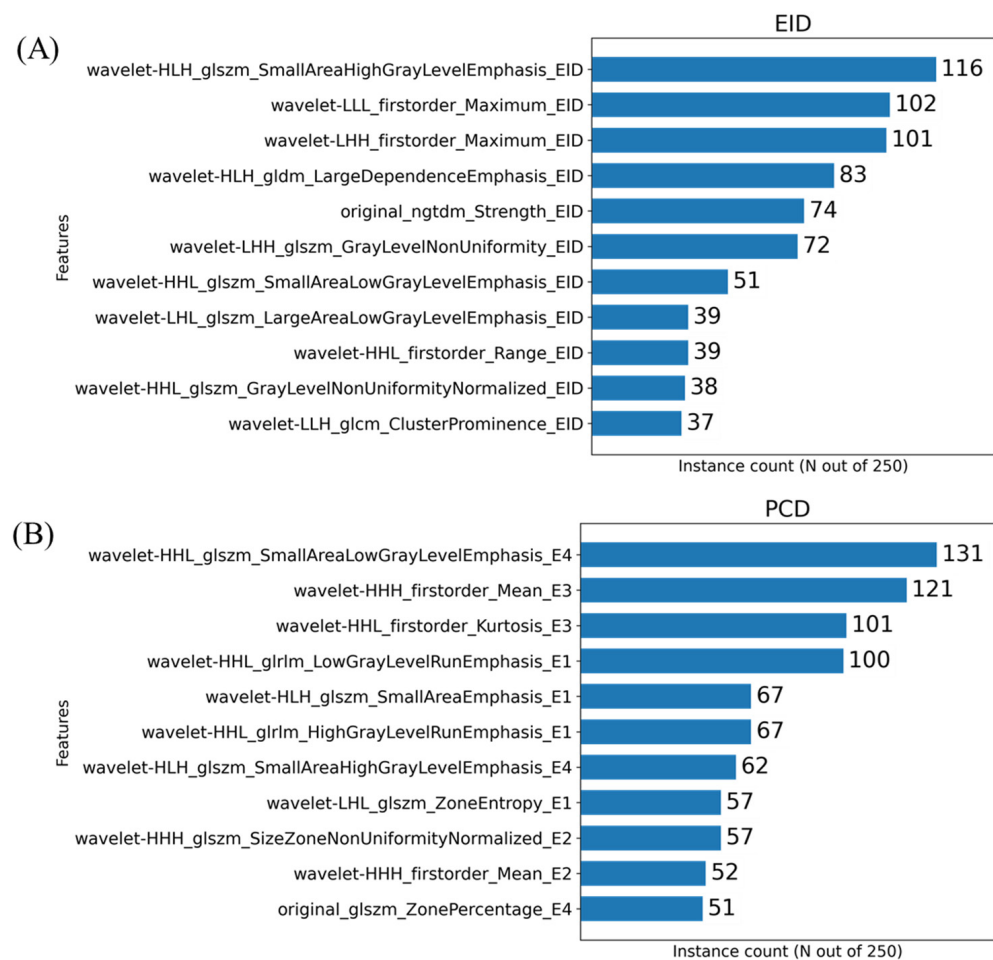 (A)
EID
Features
wavelet-HLH_glszm_SmallAreaHighGrayLevelEmphasis_EID 116
wavelet-LLL_firstorder_Maximum_EID 102
wavelet-LHH_firstorder_Maximum_EID 101
wavelet-HLH_gldm_LargeDependenceEmphasis_EID 83
original_ngtdm_Strength_EID 74
wavelet-LHH_glszm_GrayLevelNonUniformity_EID 72
wavelet-HHL_glszm_SmallAreaLowGrayLevelEmphasis_EID 51
wavelet-LHL_glszm_LargeAreaLowGrayLevelEmphasis_EID 39
wavelet-HHL_firstorder_Range_EID 39
wavelet-HHL_glszm_GrayLevelNonUniformityNormalized_EID 38
wavelet-LLH_glcm_ClusterProminence_EID 37
Instance count (N out of 250)
(B)
PCD
Features
wavelet-HHL_glszm_SmallAreaLowGrayLevelEmphasis_E4 131
wavelet-HHH_firstorder_Mean_E3 121
wavelet-HHL_firstorder_Kurtosis_E3 101
wavelet-HHL_glrlm_LowGrayLevelRunEmphasis_E1 100
wavelet-HLH_glszm_SmallAreaEmphasis_E1 67
wavelet-HHL_glrlm_HighGrayLevelRunEmphasis_E1 67
wavelet-HLH_glszm_SmallAreaHighGrayLevelEmphasis_E4 62
wavelet-LHL_glszm_ZoneEntropy_E1 57
wavelet-HHH_glszm_SizeZoneNonUniformityNormalized_E2 57
wavelet-HHH_firstorder_Mean_E2 52
original_glszm_ZonePercentage_E4 51
Instance count (N out of 250)